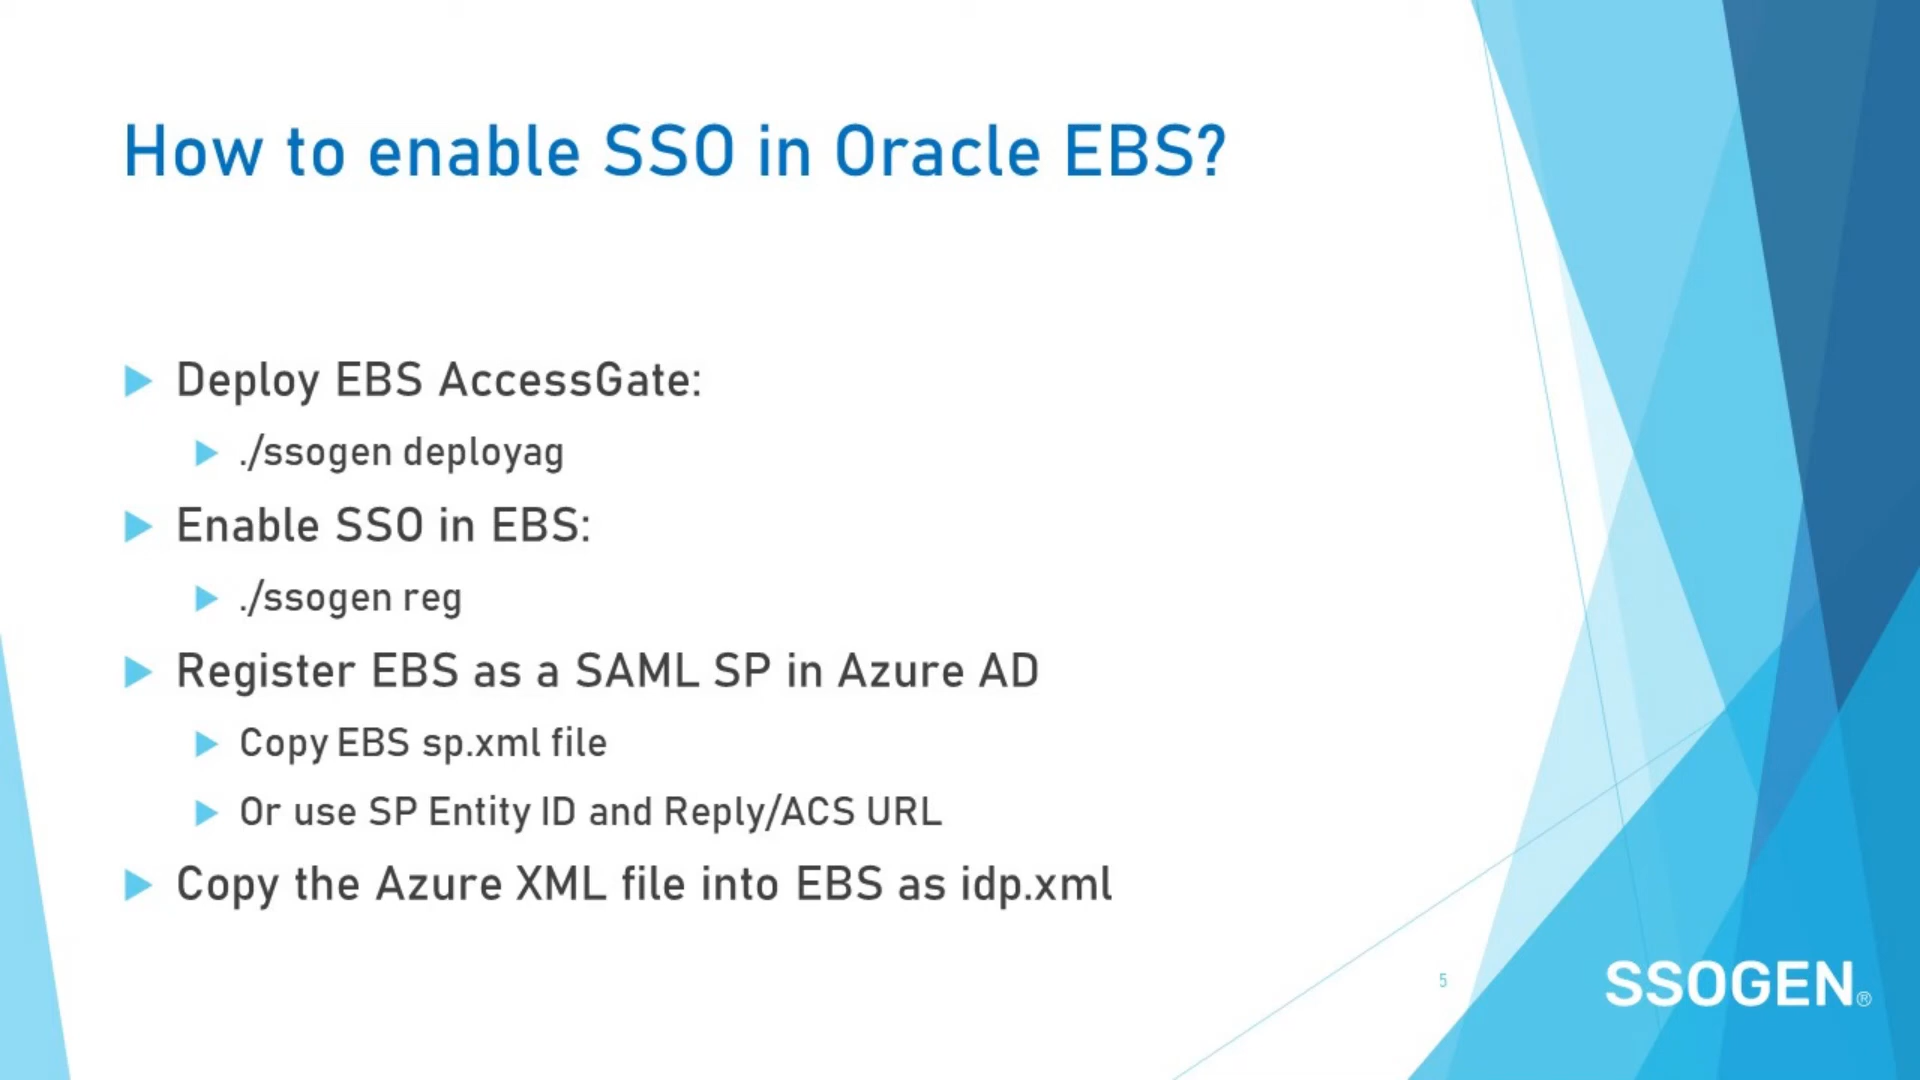 How to enable SSO in Oracle EBS?
Deploy EBS AccessGate:
./ssogen deployag
Enable SSO in EBS:
./ssogen reg
Register EBS as a SAML SP in Azure AD
Copy EBS sp.xml file
Or use SP Entity ID and Reply/ACS URL
Copy the Azure XML file into EBS as idp.xml
5
SSOGEN®